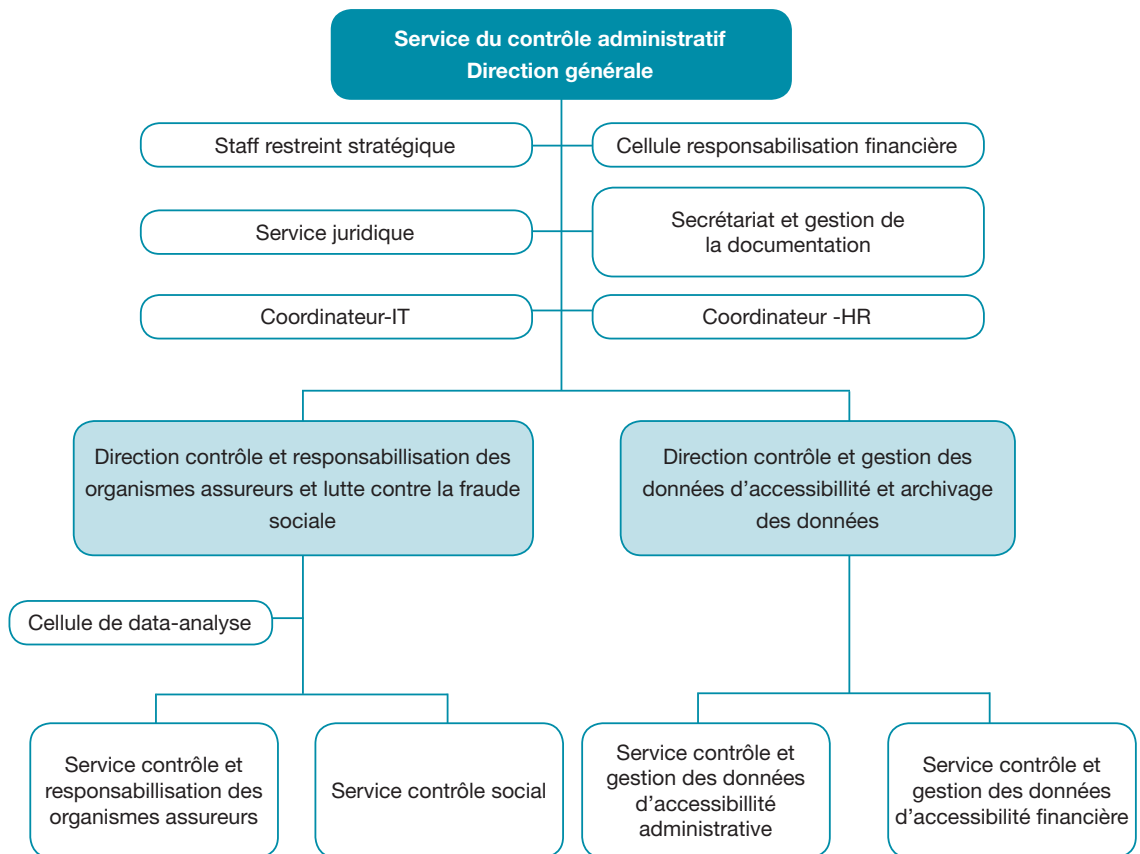 Service du contrôle administratif
Direction générale
Staff restreint stratégique
Cellule responsabilisation financière
Service juridique
Secrétariat et gestion de
la documentation
Coordinateur-IT
Coordinateur -HR
Direction contrôle et responsabillisation des
organismes assureurs et lutte contre la fraude
sociale
Direction contrôle et gestion des
données d’accessibillité et archivage
des données
Cellule de data-analyse
Service contrôle et
responsabillisation des
organismes assureurs
Service contrôle social
Service contrôle et
gestion des données
d’accessibillité
administrative
Service contrôle et
gestion des données
d’accessibilité financière